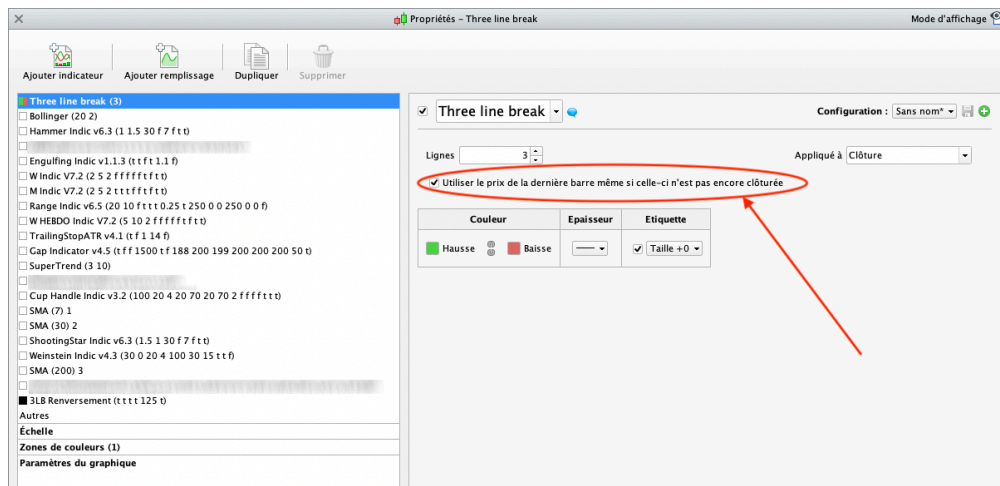 Propriétés – Three line break
Mode d'affichage
Ajouter indicateur
Ajouter remplissage
Dupliquer
Supprimer
Three line break (3)
Bollinger (20 2)
Hammer Indic v6.3 (1 1.5 30 f 7 f t t)
Engulfing Indic v1.1.3 (t t f t 1.1 f)
W Indic V7.2 (2 5 2 f f f f f t f t t)
M Indic V7.2 (2 5 2 t t t f f t f t t)
Range Indic v6.5 (20 10 f t t t 0.25 t 250 0 0 250 0 0 f)
W HEBDO Indic V7.2 (5 10 2 f f f f f t f t t)
TrailingStopATR v4.1 (t f 1 14 f)
Gap Indicator v4.5 (t f f 1500 t f 188 200 199 200 200 200 50 t)
SuperTrend (3 10)
Cup Handle Indic v3.2 (100 20 4 20 70 20 70 2 f f f f t t t)
SMA (7) 1
SMA (30) 2
ShootingStar Indic v6.3 (1.5 1 30 f 7 f t t)
Weinstein Indic v4.3 (30 0 20 4 100 30 15 t t f)
SMA (200) 3
3LB Renversement (t t t t 125 t)
Autres
Échelle
Zones de couleurs (1)
Paramètres du graphique
Three line break
Configuration : Sans nom*
Lignes 3
Appliqué à Clôture
Utiliser le prix de la dernière barre même si celle-ci n'est pas encore clôturée
Couleur Epaisseur Etiquette
Hausse Baisse Taille +0